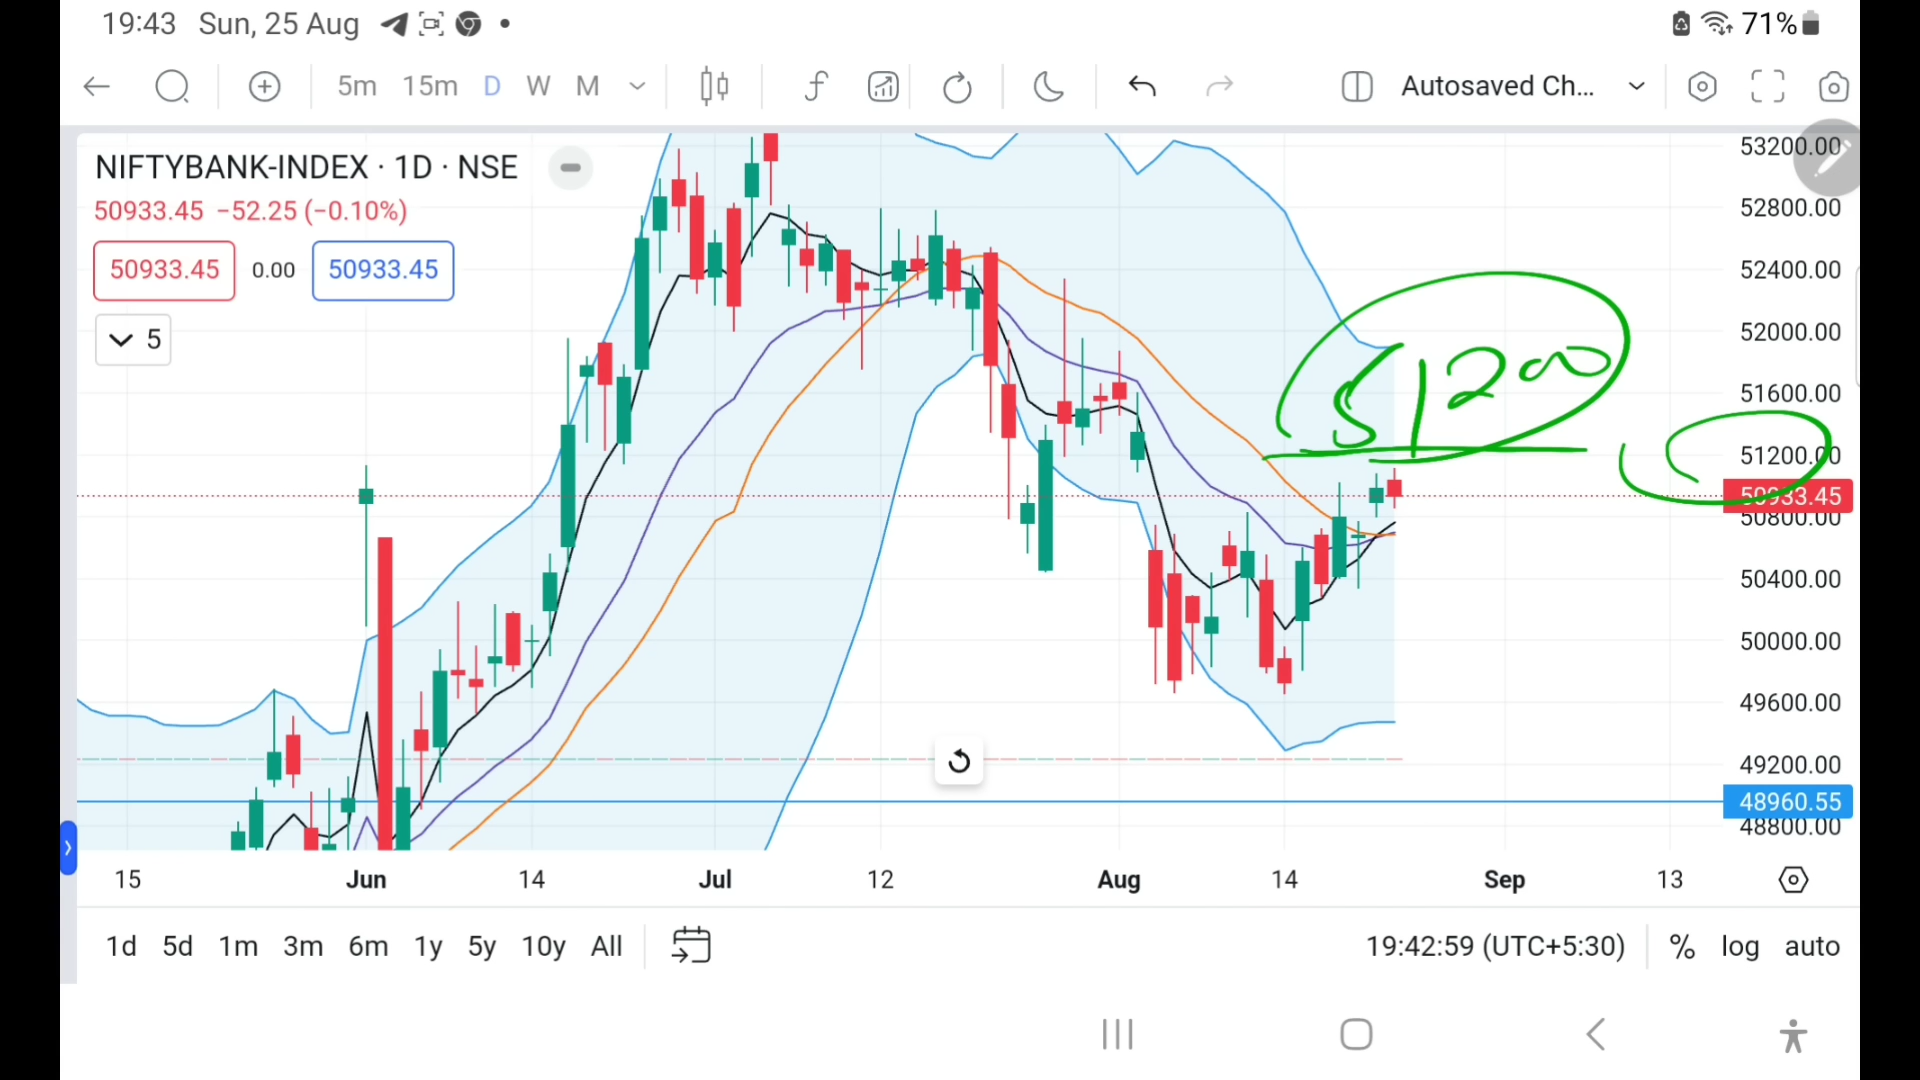 19:43 Sun, 25 Aug
71%
5m 15m D W M
Autosaved Ch...
NIFTYBANK-INDEX · 1D · NSE
50933.45 −52.25 (−0.10%)
50933.45 0.00 50933.45
5
51200
53200.00
52800.00
52400.00
52000.00
51600.00
51200.00
50933.45
50800.00
50400.00
50000.00
49600.00
49200.00
48960.55
48800.00
15 Jun 14 Jul 12 Aug 14 Sep 13
1d 5d 1m 3m 6m 1y 5y 10y All
19:42:59 (UTC+5:30) % log auto